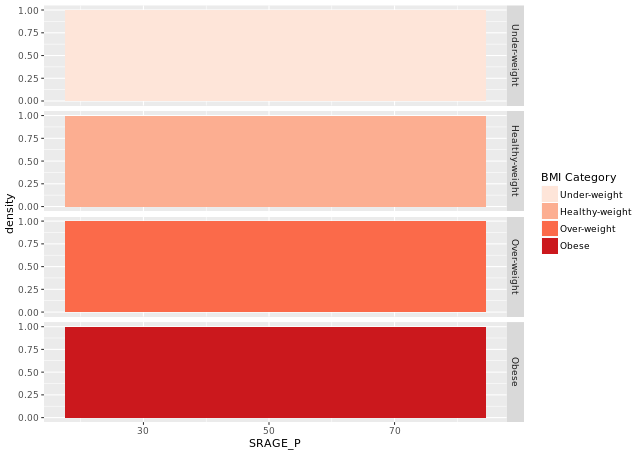 1.00
0.75
0.50
0.25
0.00
Under-weight
1.00
0.75
0.50
0.25
0.00
Healthy-weight
1.00
0.75
0.50
0.25
0.00
Over-weight
1.00
0.75
0.50
0.25
0.00
Obese
density
30 50 70
SRAGE_P
BMI Category
Under-weight
Healthy-weight
Over-weight
Obese